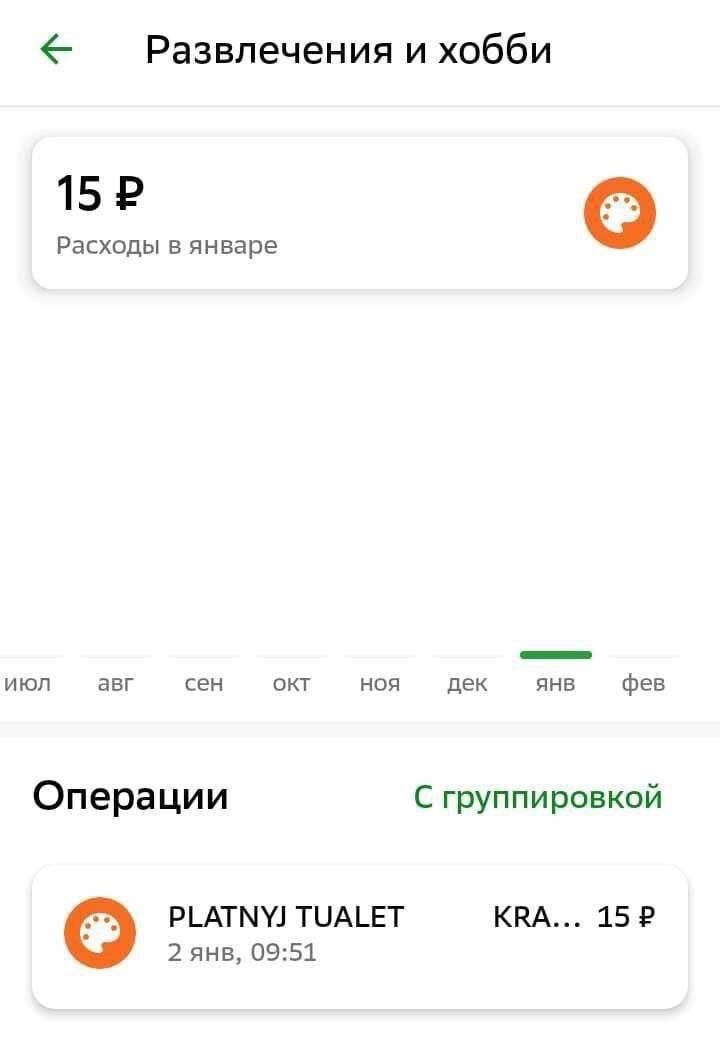 Развлечения и хобби
15 ₽
Расходы в январе
июл авг сен окт ноя дек янв фев
Операции С группировкой
PLATNYJ TUALET KRA... 15 ₽
2 янв, 09:51